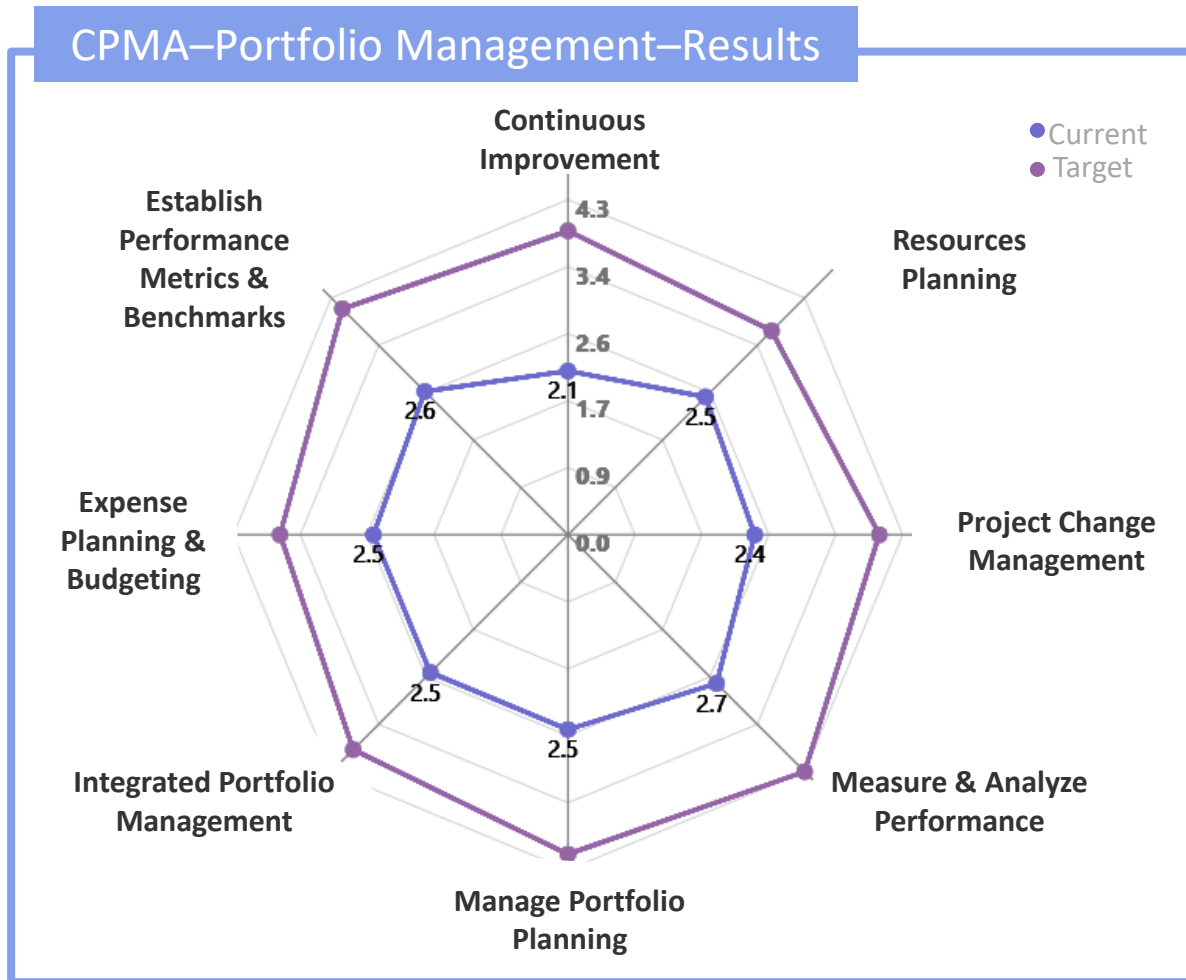 CPMA–Portfolio Management–Results
Continuous
Improvement
Current
Target
Establish
Performance
Metrics &
Benchmarks
Resources
Planning
4.3
3.4
2.6
2.1
1.7
0.9
0.0
2.6
2.5
Expense
Planning &
Budgeting
2.5
2.4
Project Change
Management
2.5
2.7
2.5
Integrated Portfolio
Management
Measure & Analyze
Performance
Manage Portfolio
Planning